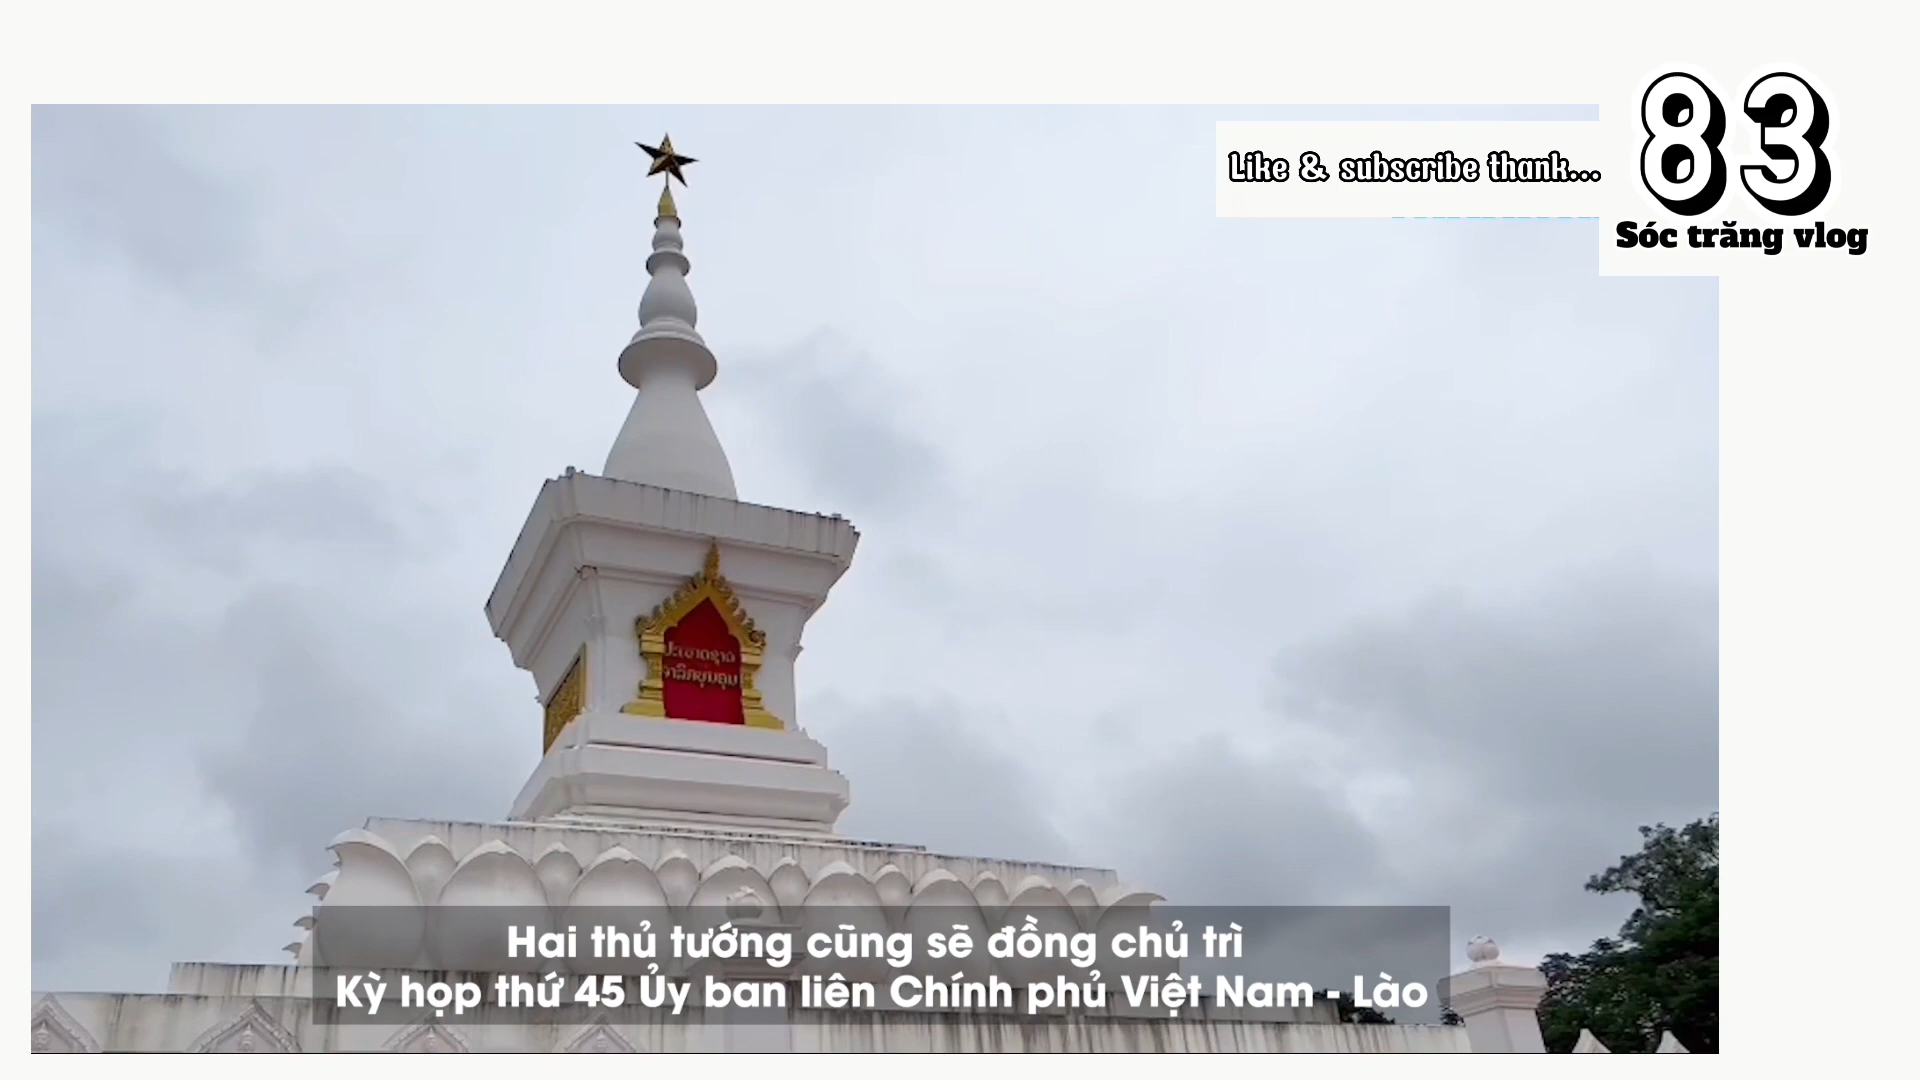 83
Like & subscribe thank...
Sóc trăng vlog
Hai thủ tướng cũng sẽ đồng chủ trì
Kỳ họp thứ 45 Ủy ban liên Chính phủ Việt Nam - Lào